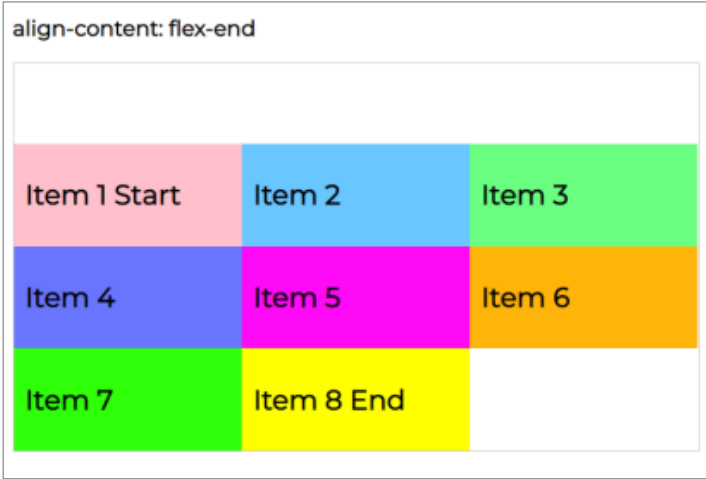 align-content: flex-end
Item 1 Start
Item 2
Item 3
Item 4
Item 5
Item 6
Item 7
Item 8 End